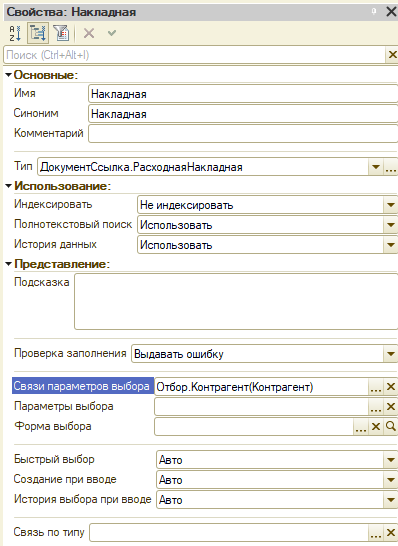 Свойства: Накладная
Поиск (Ctrl+Alt+I)
Основные:
Имя Накладная
Синоним Накладная
Комментарий
Тип ДокументСсылка.РасходнаяНакладная
Использование:
Индексировать Не индексировать
Полнотекстовый поиск Использовать
История данных Использовать
Представление:
Подсказка
Проверка заполнения Выдавать ошибку
Связи параметров выбора Отбор.Контрагент(Контрагент)
Параметры выбора
Форма выбора
Быстрый выбор Авто
Создание при вводе Авто
История выбора при вводе Авто
Связь по типу